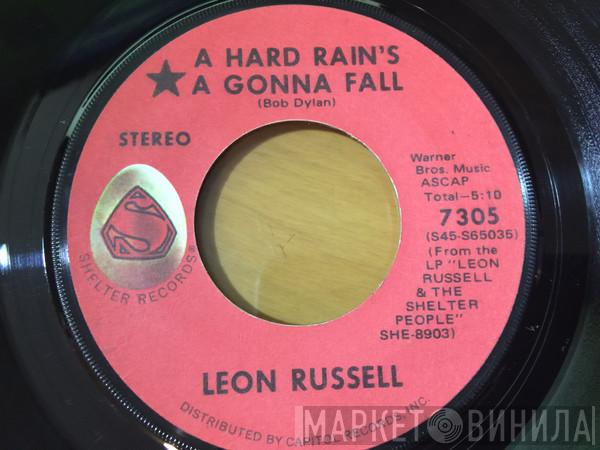 ★ A HARD RAIN'S
A GONNA FALL
(Bob Dylan)
STEREO
SHELTER RECORDS®
Warner
Bros. Music
ASCAP
Total—5:10
7305
(S45-S65035)
(From the
LP "LEON
RUSSELL
& THE
SHELTER
PEOPLE"
SHE-8903)
LEON RUSSELL
DISTRIBUTED BY CAPITOL RECORDS, INC.
МАРКЕТ ВИНИЛА